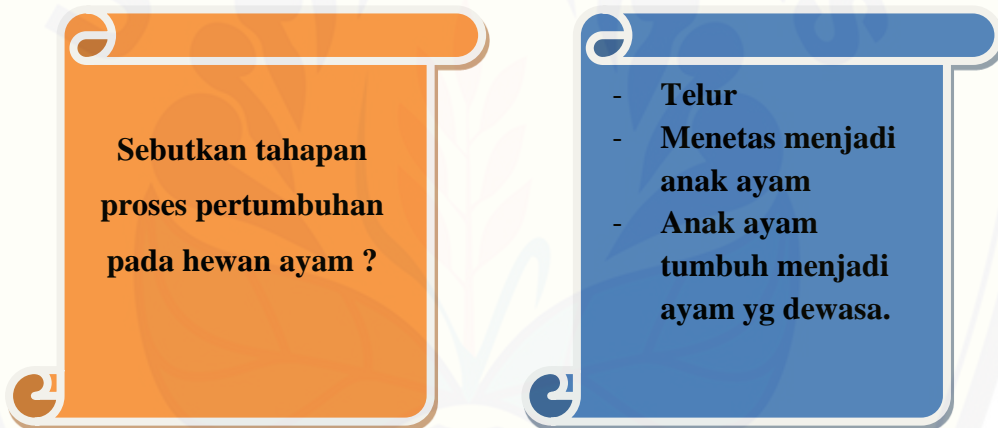 Sebutkan tahapan
proses pertumbuhan
pada hewan ayam ?
- Telur
- Menetas menjadi
anak ayam
- Anak ayam
tumbuh menjadi
ayam yg dewasa.